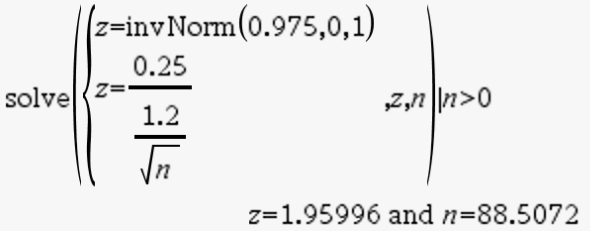 z=invNorm(0.975,0,1)
0.25
z=
1.2
solve ,z,n |n>0
√n
z=1.95996 and n=88.5072